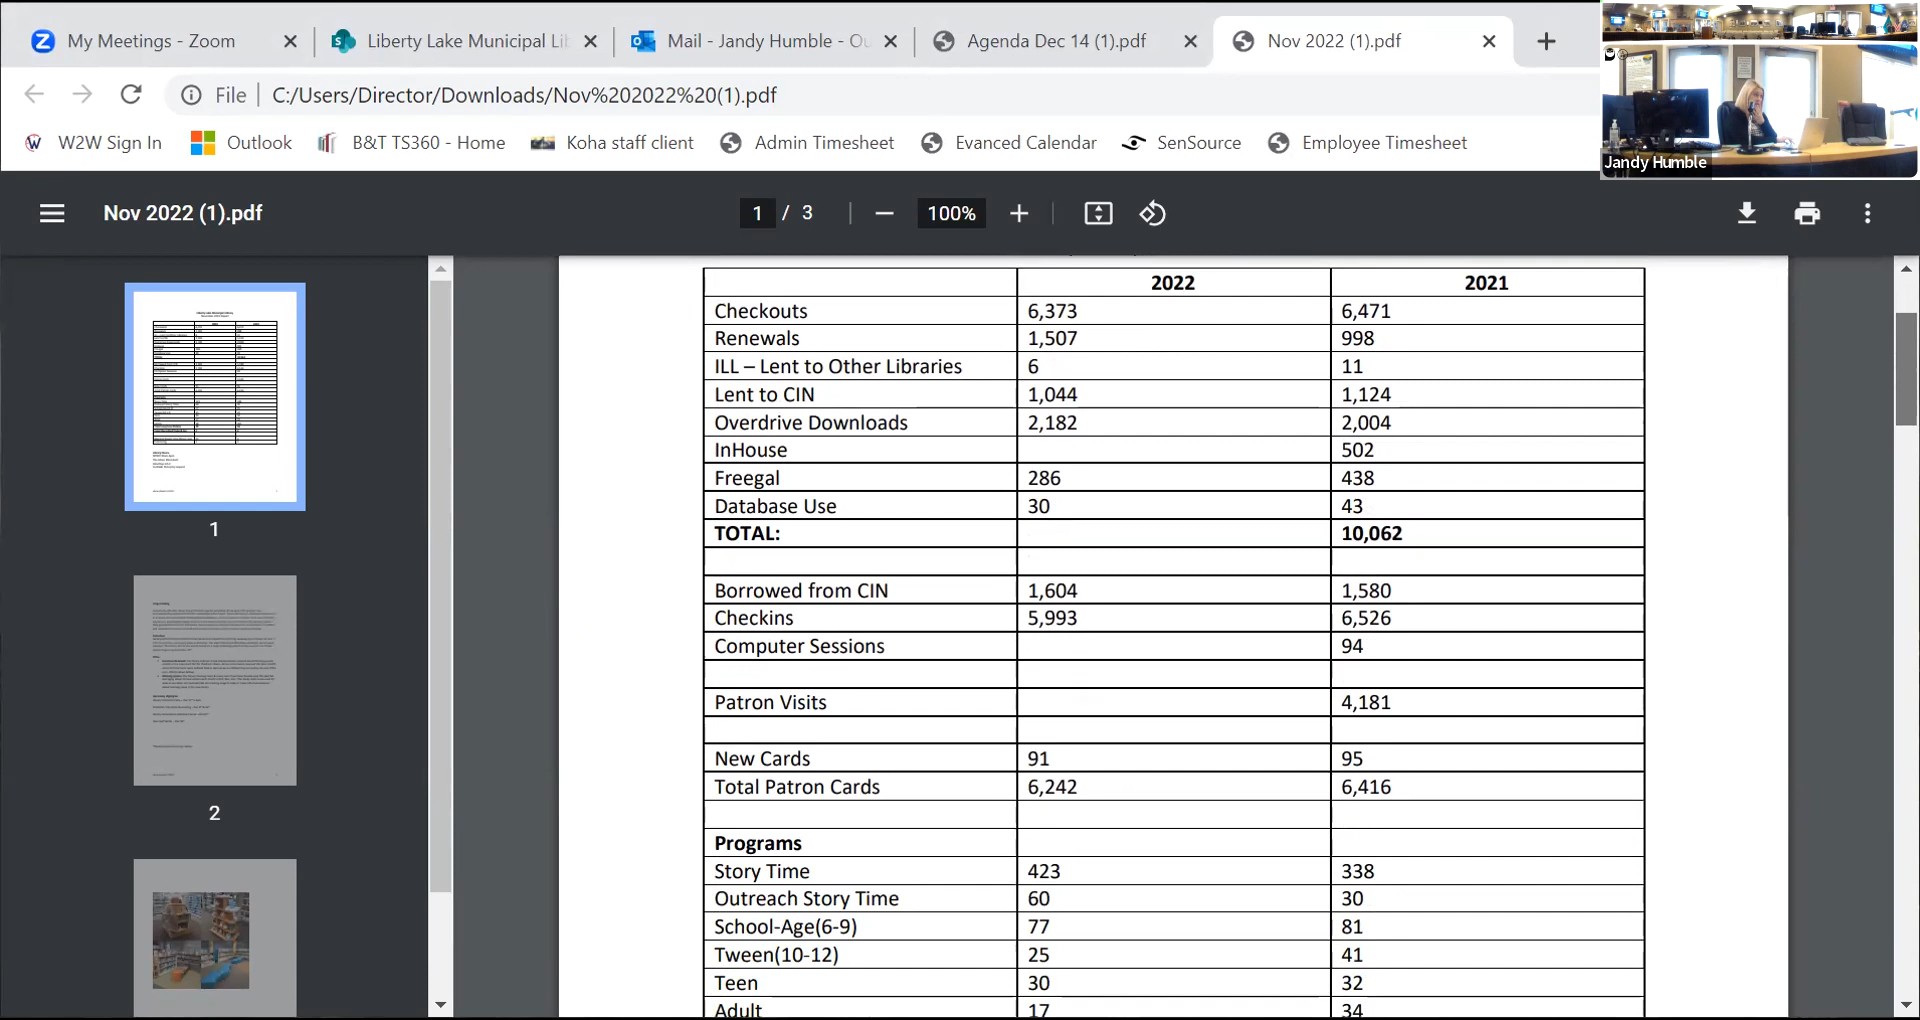 My Meetings - Zoom
Liberty Lake Municipal Lib
Mail - Jandy Humble - Ou
Agenda Dec 14 (1).pdf
Nov 2022 (1).pdf
File C:/Users/Director/Downloads/Nov%202022%20(1).pdf
W2W Sign In Outlook B&T TS360 - Home Koha staff client Admin Timesheet Evanced Calendar SenSource Employee Timesheet
Jandy Humble
Nov 2022 (1).pdf 1 / 3 100%
2022 2021
Checkouts 6,373 6,471
Renewals 1,507 998
ILL – Lent to Other Libraries 6 11
Lent to CIN 1,044 1,124
Overdrive Downloads 2,182 2,004
InHouse 502
Freegal 286 438
Database Use 30 43
TOTAL: 10,062
Borrowed from CIN 1,604 1,580
Checkins 5,993 6,526
Computer Sessions 94
Patron Visits 4,181
New Cards 91 95
Total Patron Cards 6,242 6,416
Programs
Story Time 423 338
Outreach Story Time 60 30
School-Age(6-9) 77 81
Tween(10-12) 25 41
Teen 30 32
Adult 17 34
1
2